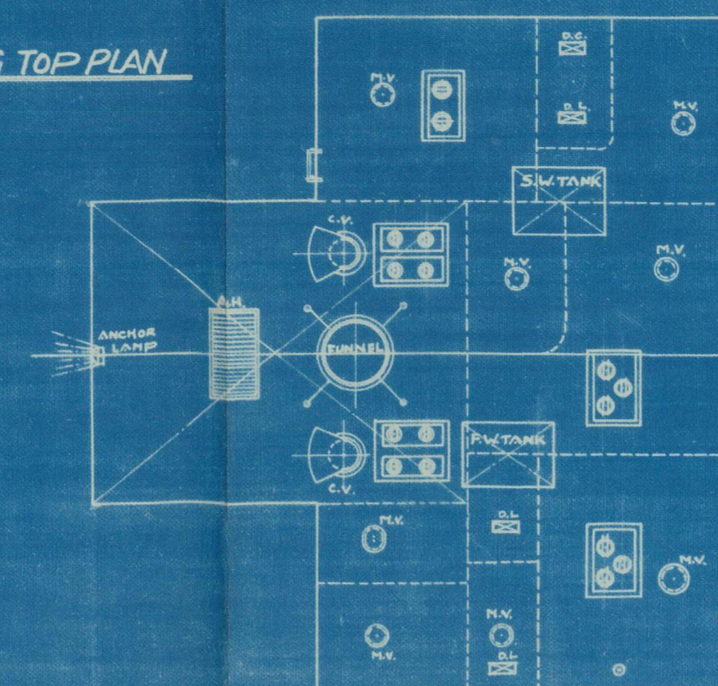 TOP PLAN
D.C.
M.V.
D.L.
M.V.
S.W. TANK
C.V.
M.V.
M.V.
A.H.
ANCHOR
LAMP
FUNNEL
F.W. TANK
C.V.
M.V.
D.L
M.V.
M.V.
M.V.
D.L